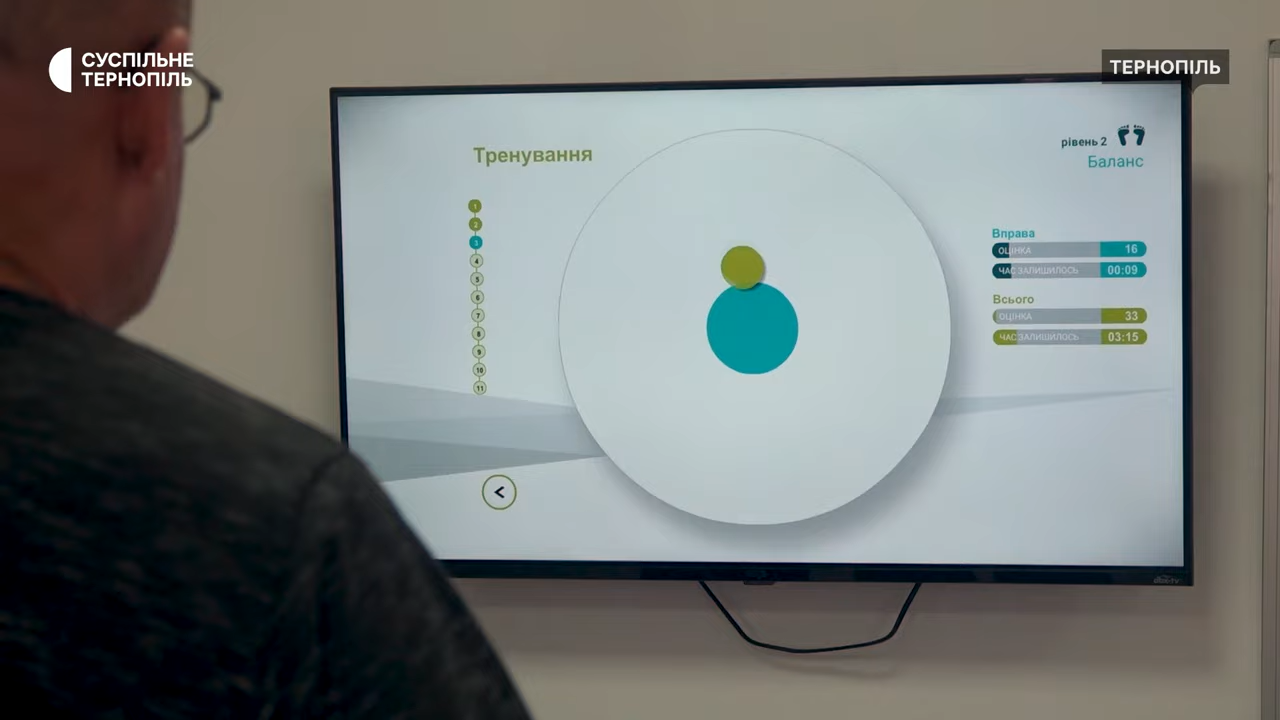 СУСПІЛЬНЕ
ТЕРНОПІЛЬ
ТЕРНОПІЛЬ
Тренування
рівень 2
Баланс
1
2
3
4
5
6
7
8
9
10
11
Вправа
ОЦІНКА 16
ЧАС ЗАЛИШИЛОСЬ 00:09
Всього
ОЦІНКА 33
ЧАС ЗАЛИШИЛОСЬ 03:15